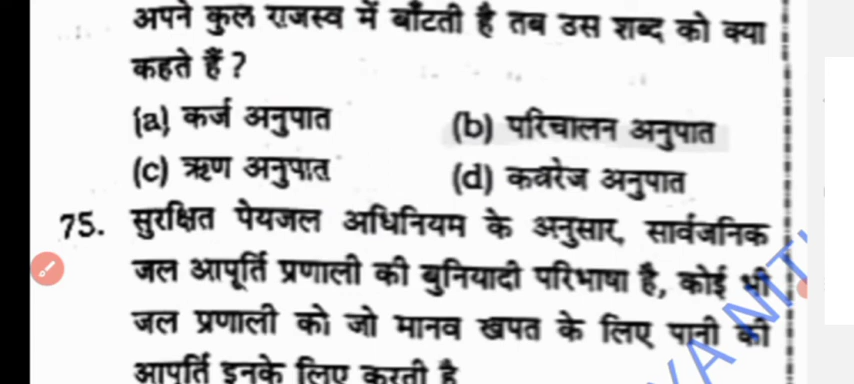 अपने कुल राजस्व में बाँटती है तब उस शब्द को क्या
कहते हैं ?
(a) कर्ज अनुपात (b) परिचालन अनुपात
(c) ऋण अनुपात (d) कवरेज अनुपात
75. सुरक्षित पेयजल अधिनियम के अनुसार, सार्वजनिक
जल आपूर्ति प्रणाली की बुनियादी परिभाषा है, कोई भी
जल प्रणाली को जो मानव खपत के लिए पानी की
आपूर्ति इनके लिए करती है